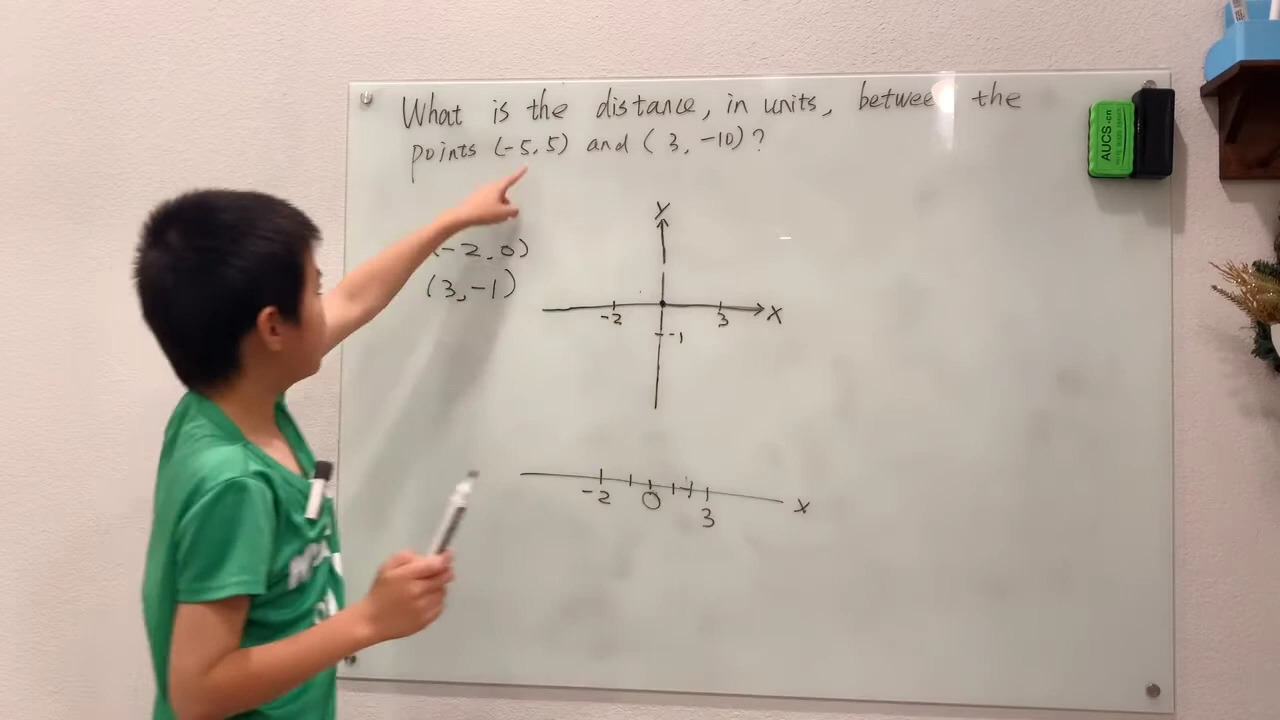 What is the distance, in units, between the
points (-5,5) and (3, -10)?
AUCS.cn
(-2,0)
(3,-1)
Y
-2
3
X
-1
-2
0
3
X